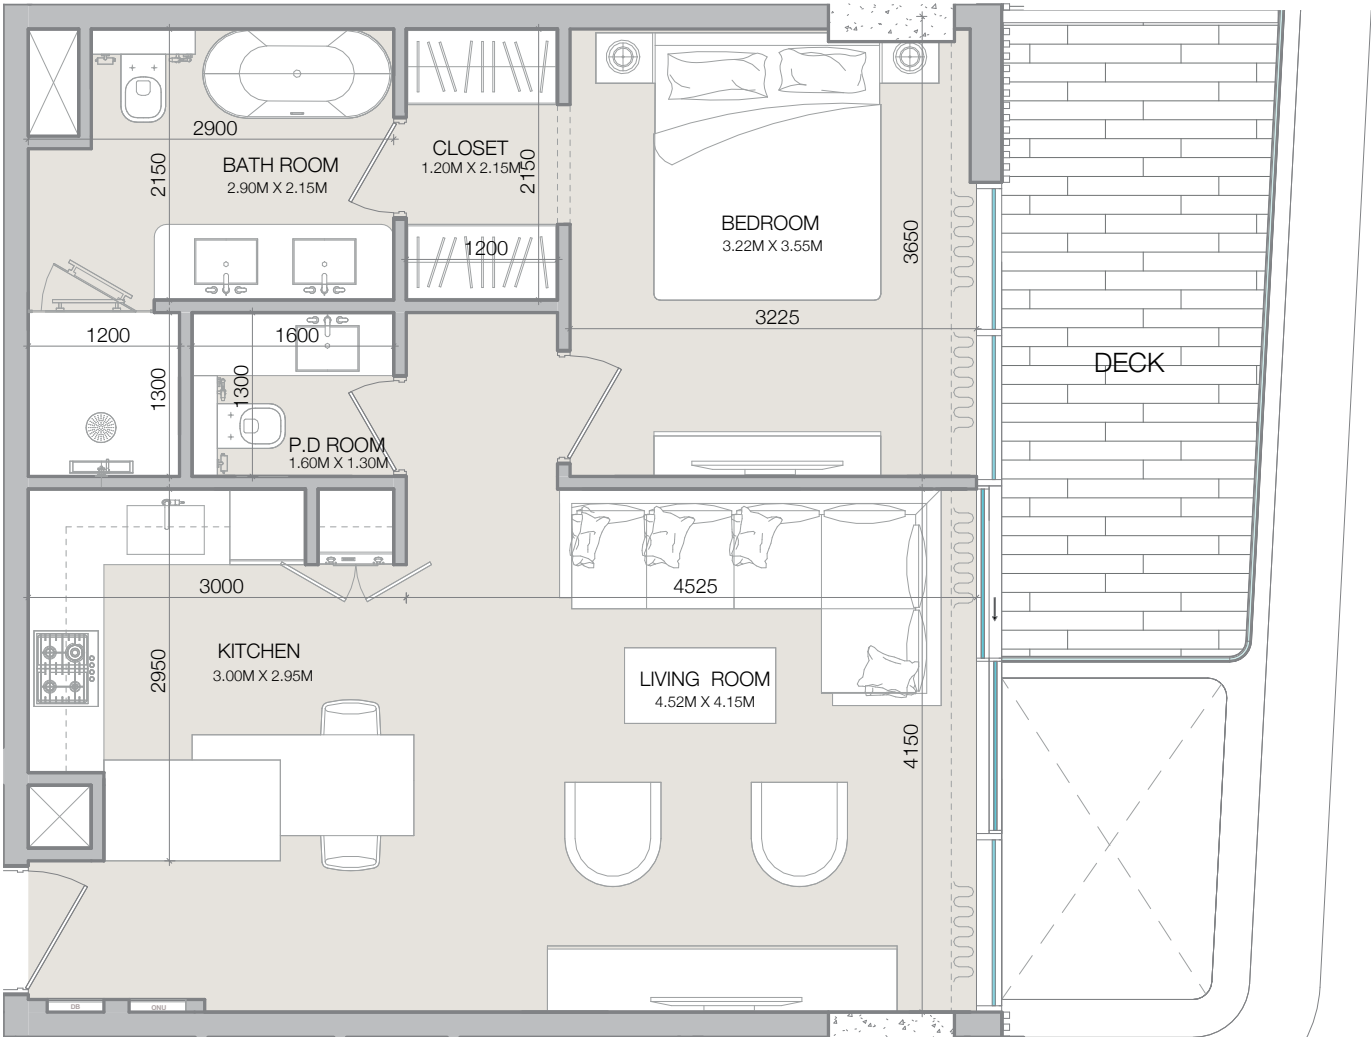 2900
BATH ROOM
2.90M X 2.15M
2150
CLOSET
1.20M X 2.15M
2150
1200
BEDROOM
3.22M X 3.55M
3650
3225
DECK
1200
1300
1600
1300
P.D ROOM
1.60M X 1.30M
3000
KITCHEN
3.00M X 2.95M
2950
4525
LIVING ROOM
4.52M X 4.15M
4150
DB
ONU